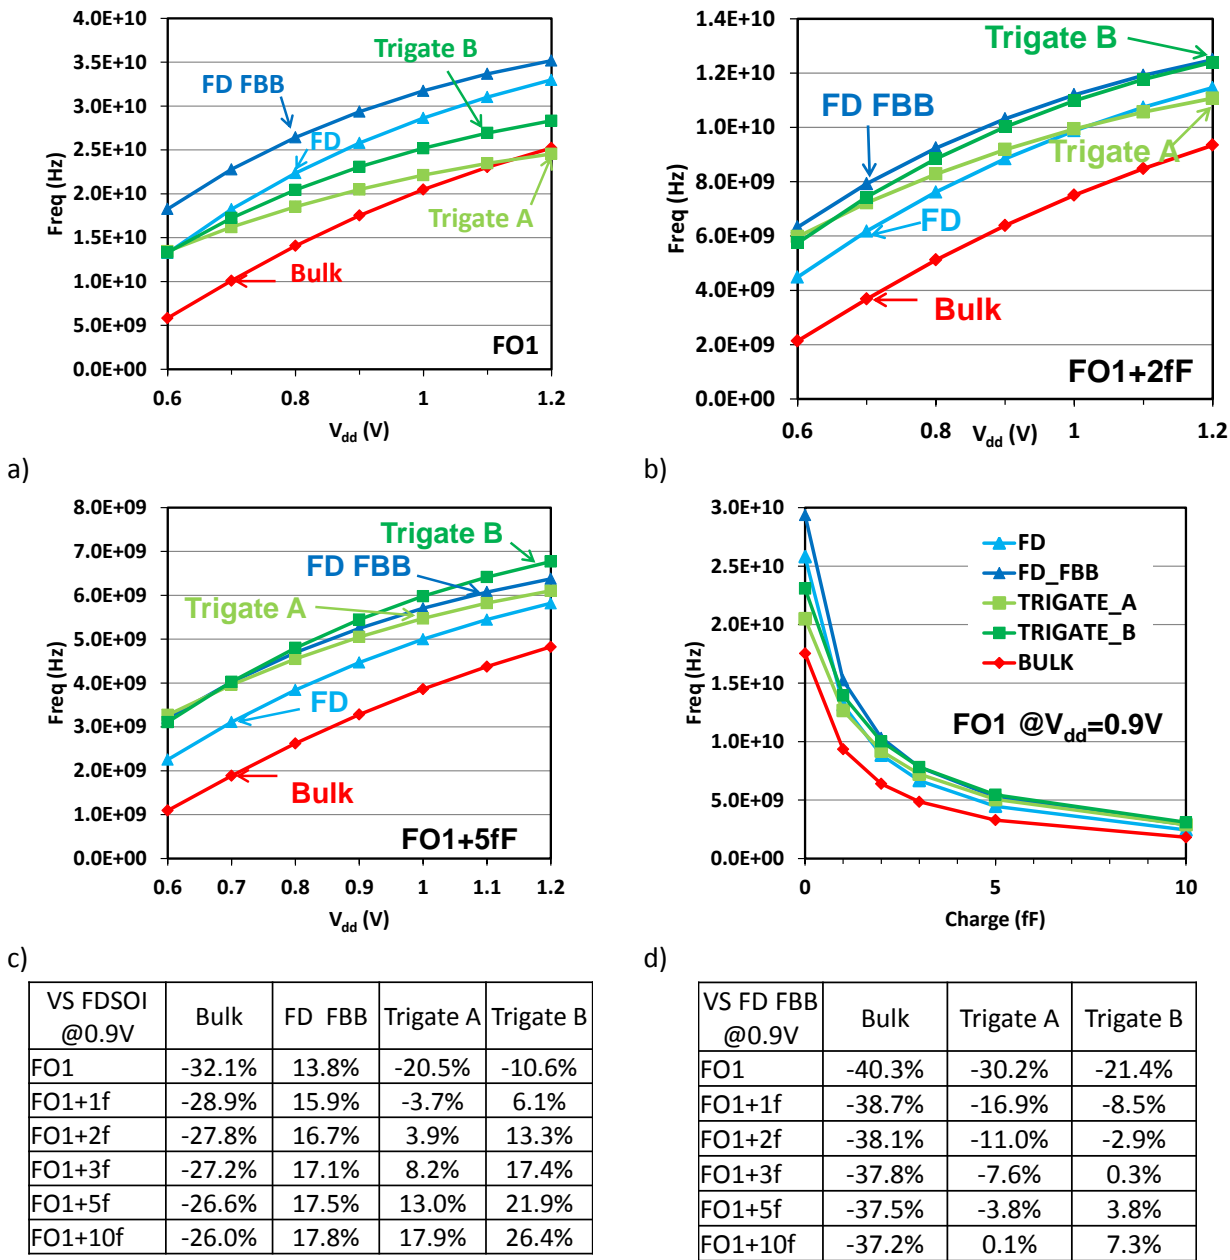 4.0E+10
3.5E+10
3.0E+10
2.5E+10
2.0E+10
1.5E+10
1.0E+10
5.0E+09
0.0E+00
Freq (Hz)
Trigate B
FD FBB
FD
Trigate A
Bulk
FO1
0.6
0.8
1
1.2
Vdd (V)
a)
1.4E+10
1.2E+10
1.0E+10
8.0E+09
6.0E+09
4.0E+09
2.0E+09
0.0E+00
Freq (Hz)
Trigate B
FD FBB
Trigate A
FD
Bulk
FO1+2fF
0.6
0.8
1
1.2
Vdd (V)
b)
8.0E+09
7.0E+09
6.0E+09
5.0E+09
4.0E+09
3.0E+09
2.0E+09
1.0E+09
0.0E+00
Freq (Hz)
Trigate B
FD FBB
Trigate A
FD
Bulk
FO1+5fF
0.6
0.7
0.8
0.9
1
1.1
1.2
Vdd (V)
c)
3.0E+10
2.5E+10
2.0E+10
1.5E+10
1.0E+10
5.0E+09
0.0E+00
Freq (Hz)
FD
FD_FBB
TRIGATE_A
TRIGATE_B
BULK
FO1 @Vdd=0.9V
0
5
10
Charge (fF)
d)
VS FDSOI @0.9V Bulk FD FBB Trigate A Trigate B
FO1 -32.1% 13.8% -20.5% -10.6%
FO1+1f -28.9% 15.9% -3.7% 6.1%
FO1+2f -27.8% 16.7% 3.9% 13.3%
FO1+3f -27.2% 17.1% 8.2% 17.4%
FO1+5f -26.6% 17.5% 13.0% 21.9%
FO1+10f -26.0% 17.8% 17.9% 26.4%
VS FD FBB @0.9V Bulk Trigate A Trigate B
FO1 -40.3% -30.2% -21.4%
FO1+1f -38.7% -16.9% -8.5%
FO1+2f -38.1% -11.0% -2.9%
FO1+3f -37.8% -7.6% 0.3%
FO1+5f -37.5% -3.8% 3.8%
FO1+10f -37.2% 0.1% 7.3%